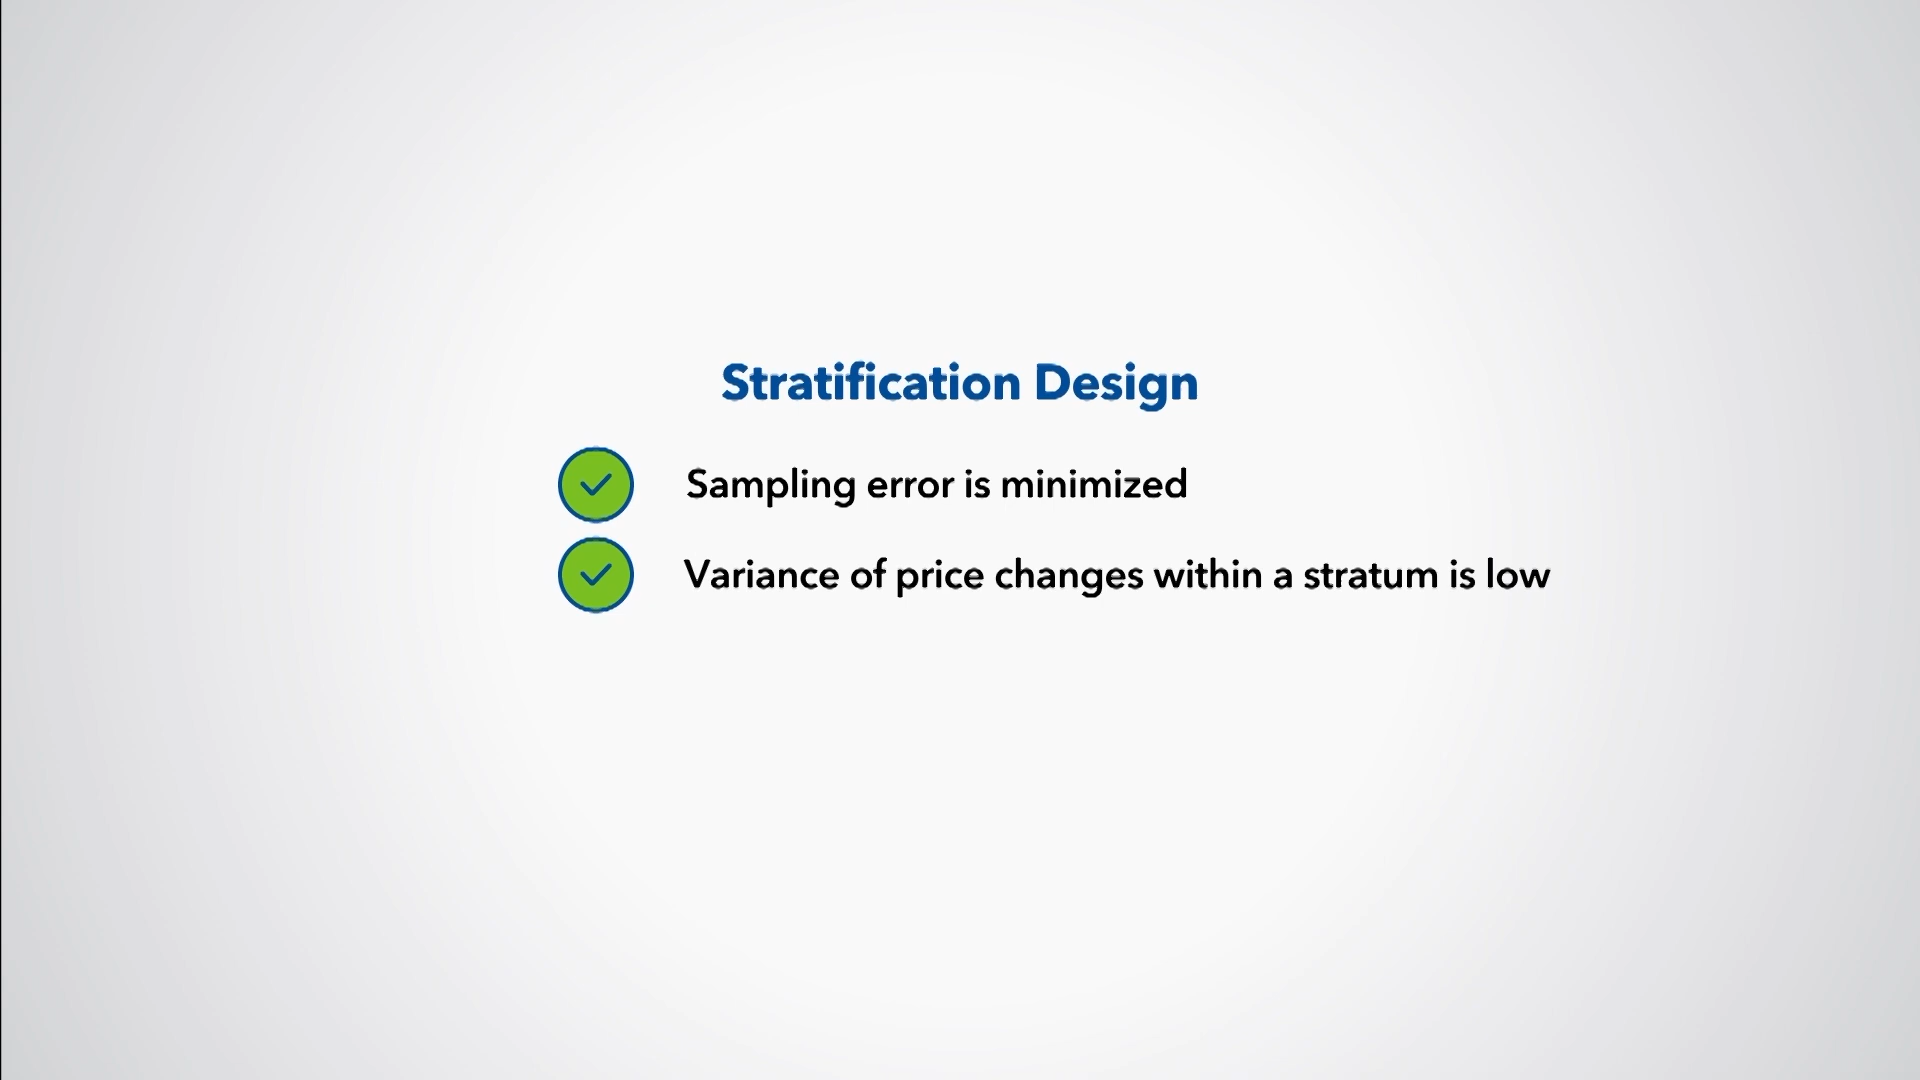 Stratification Design
Sampling error is minimized
Variance of price changes within a stratum is low